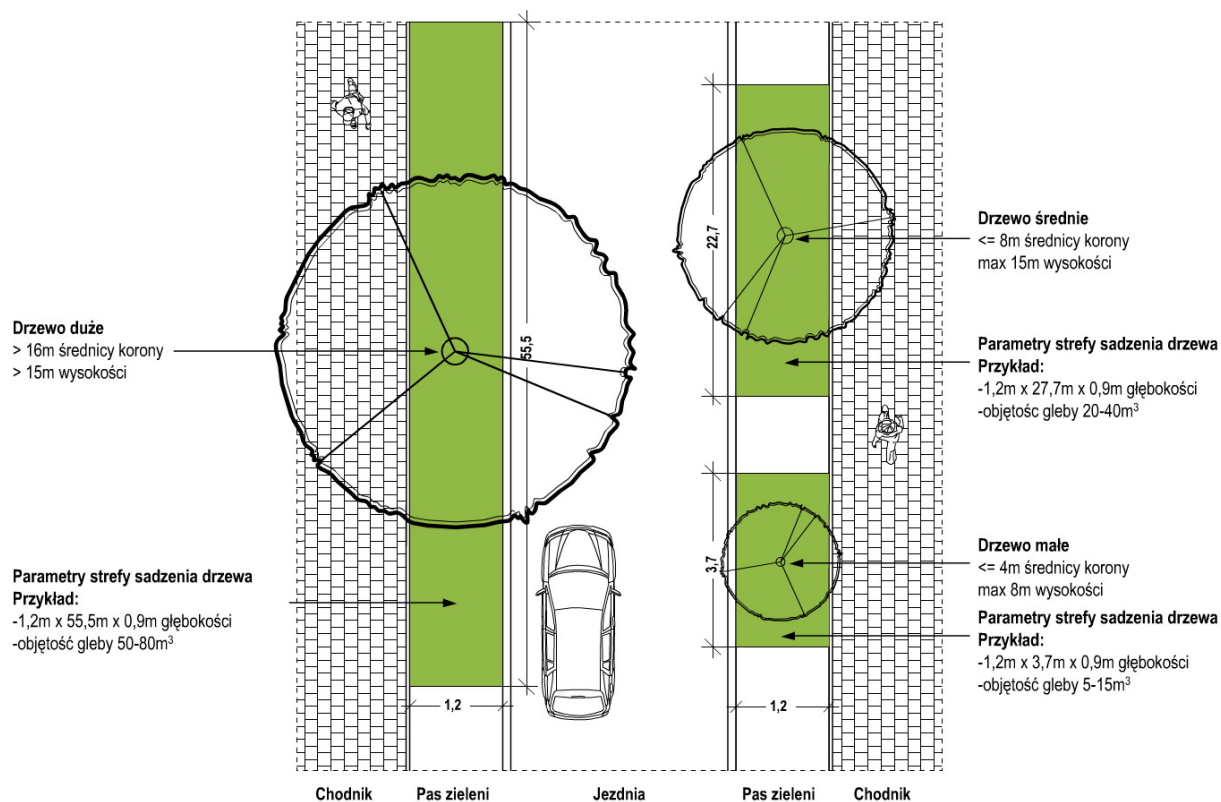 Drzewo duże
> 16m średnicy korony
> 15m wysokości
Parametry strefy sadzenia drzewa
Przykład:
-1,2m x 55,5m x 0,9m głębokości
-objętość gleby 50-80m³
55,5
1,2
22,7
3,7
1,2
Drzewo średnie
<= 8m średnicy korony
max 15m wysokości
Parametry strefy sadzenia drzewa
Przykład:
-1,2m x 27,7m x 0,9m głębokości
-objętośc gleby 20-40m³
Drzewo małe
<= 4m średnicy korony
max 8m wysokości
Parametry strefy sadzenia drzewa
Przykład:
-1,2m x 3,7m x 0,9m głębokości
-objętość gleby 5-15m³
Chodnik
Pas zieleni
Jezdnia
Pas zieleni
Chodnik